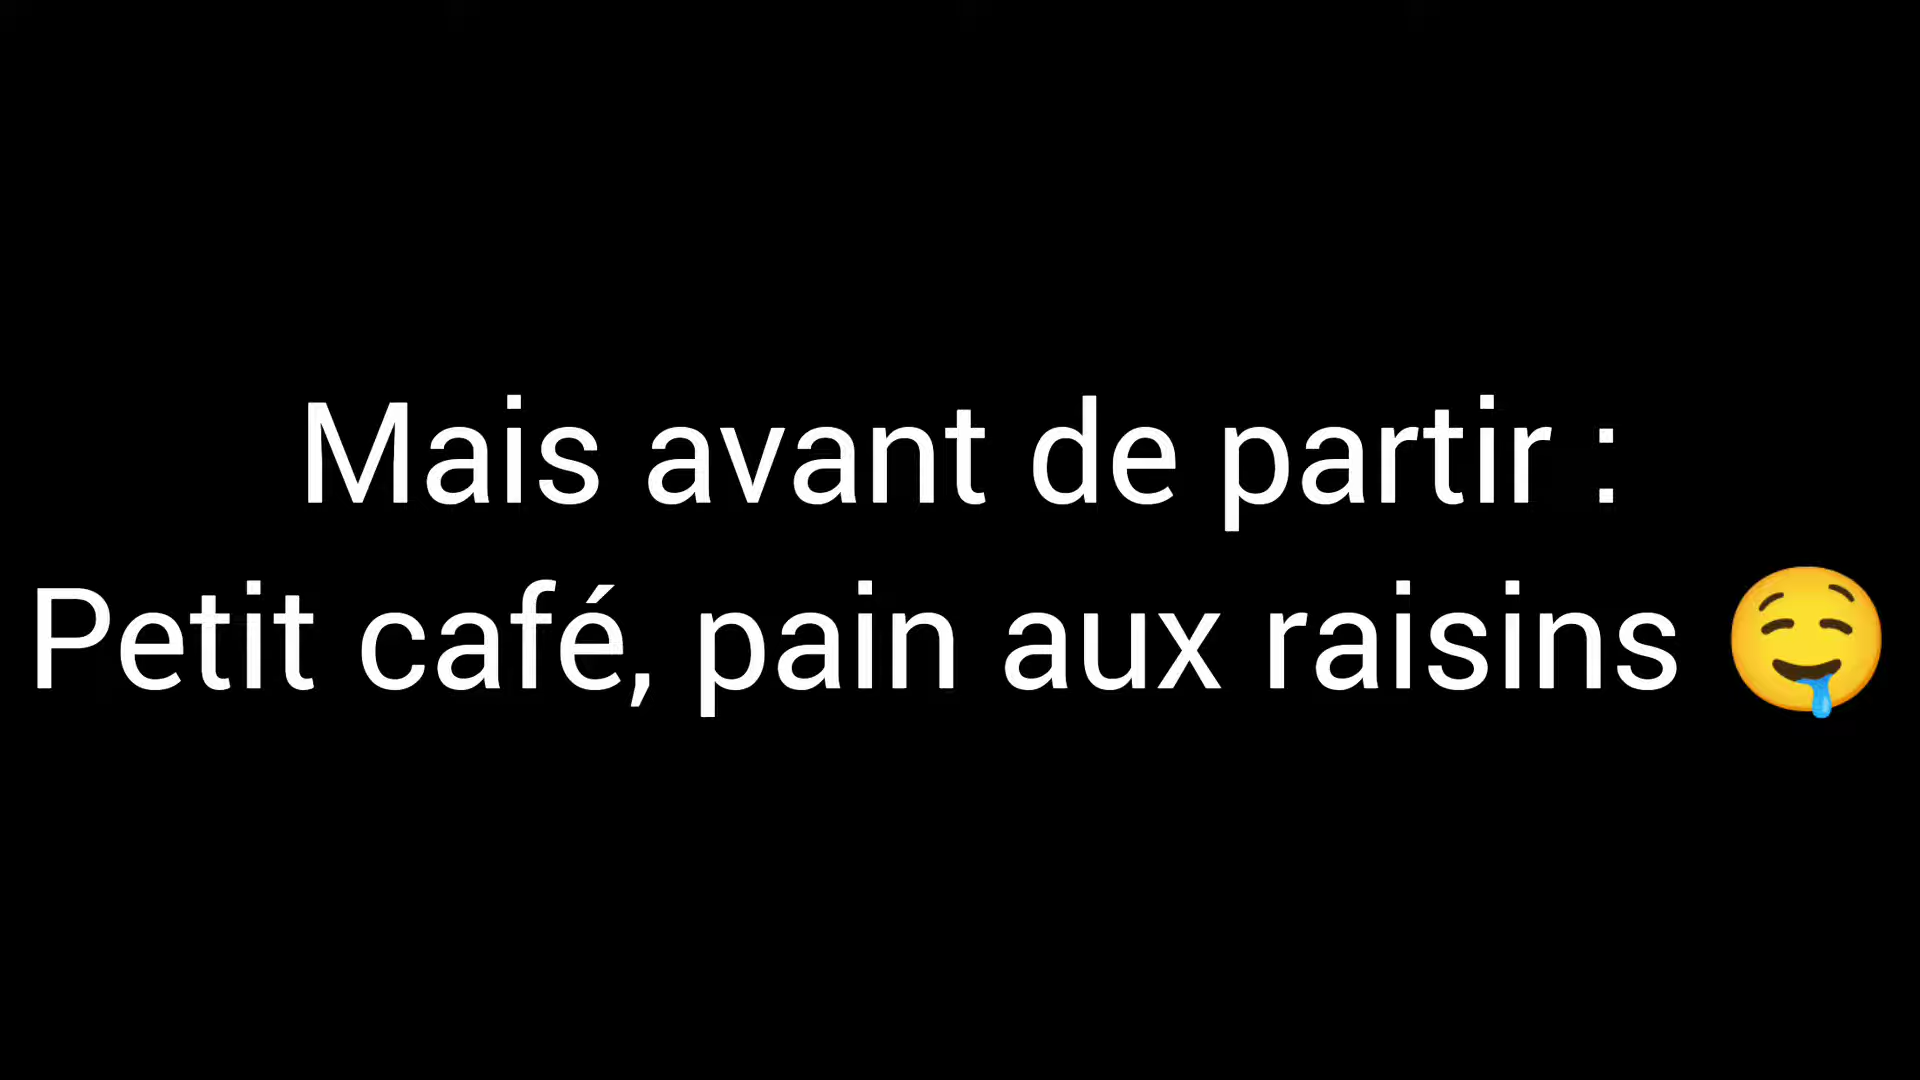 Mais avant de partir :
Petit café, pain aux raisins 🤤